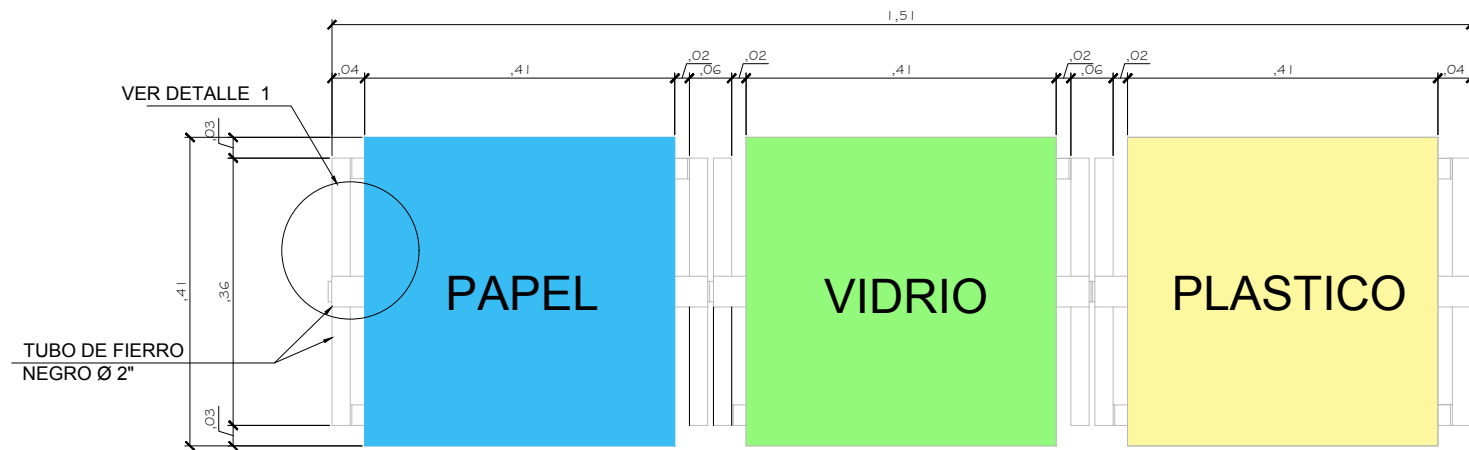 1,51
,04
,41
,02
,06
,02
,41
,02
,06
,02
,41
,04
VER DETALLE 1
,03
,41
,36
,03
PAPEL
VIDRIO
PLASTICO
TUBO DE FIERRO
NEGRO Ø 2"